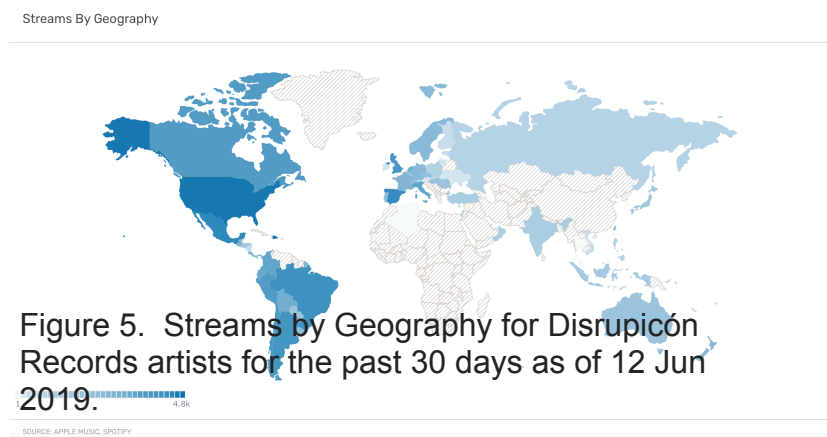 Streams By Geography
Figure 5. Streams by Geography for Disrupicón
Records artists for the past 30 days as of 12 Jun
2019.
1
4.8k
SOURCE: APPLE MUSIC, SPOTIFY